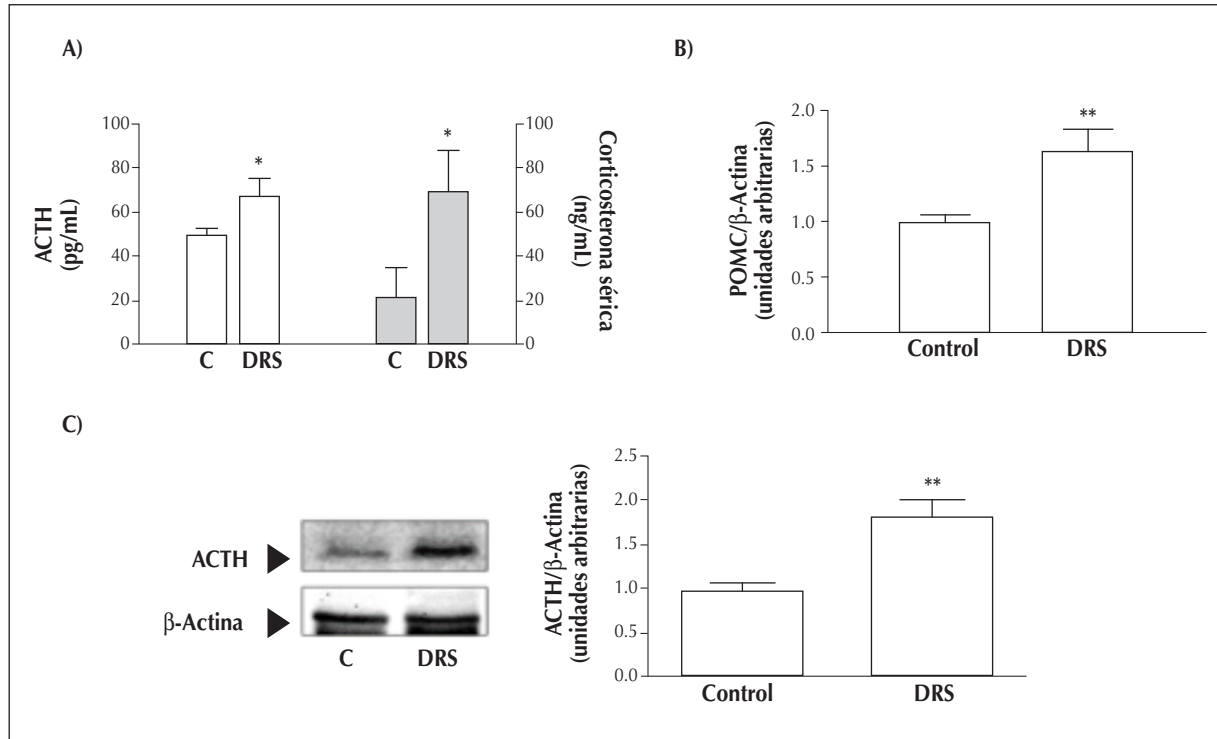 A)
ACTH
(pg/mL)
100
80
60
40
20
0
*
*
C
DRS
C
DRS
100
80
60
40
20
0
Corticosterona sérica
(ng/mL)
B)
POMC/β-Actina
(unidades arbitrarias)
2.0
1.5
1.0
0.5
0.0
**
Control
DRS
C)
ACTH
β-Actina
C
DRS
ACTH/β-Actina
(unidades arbitrarias)
2.5
2.0
1.5
1.0
0.5
0.0
**
Control
DRS